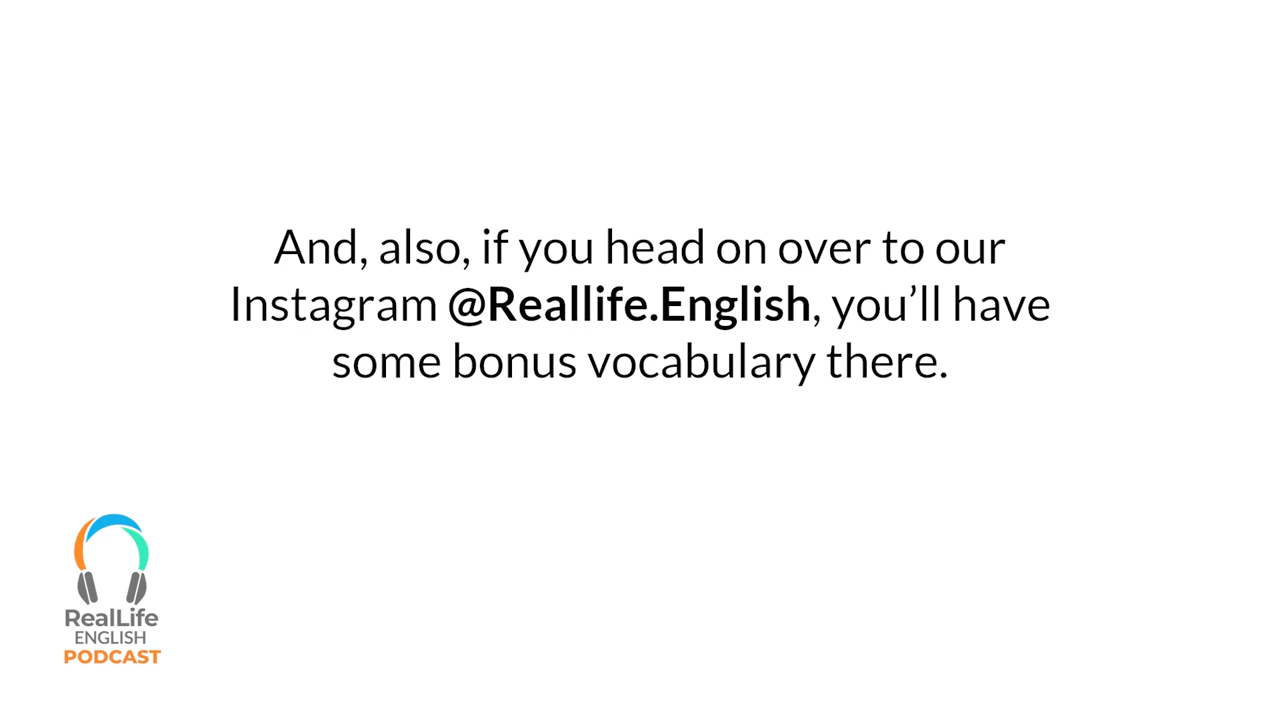 And, also, if you head on over to our
Instagram @Reallife.English, you’ll have
some bonus vocabulary there.
RealLife
ENGLISH
PODCAST